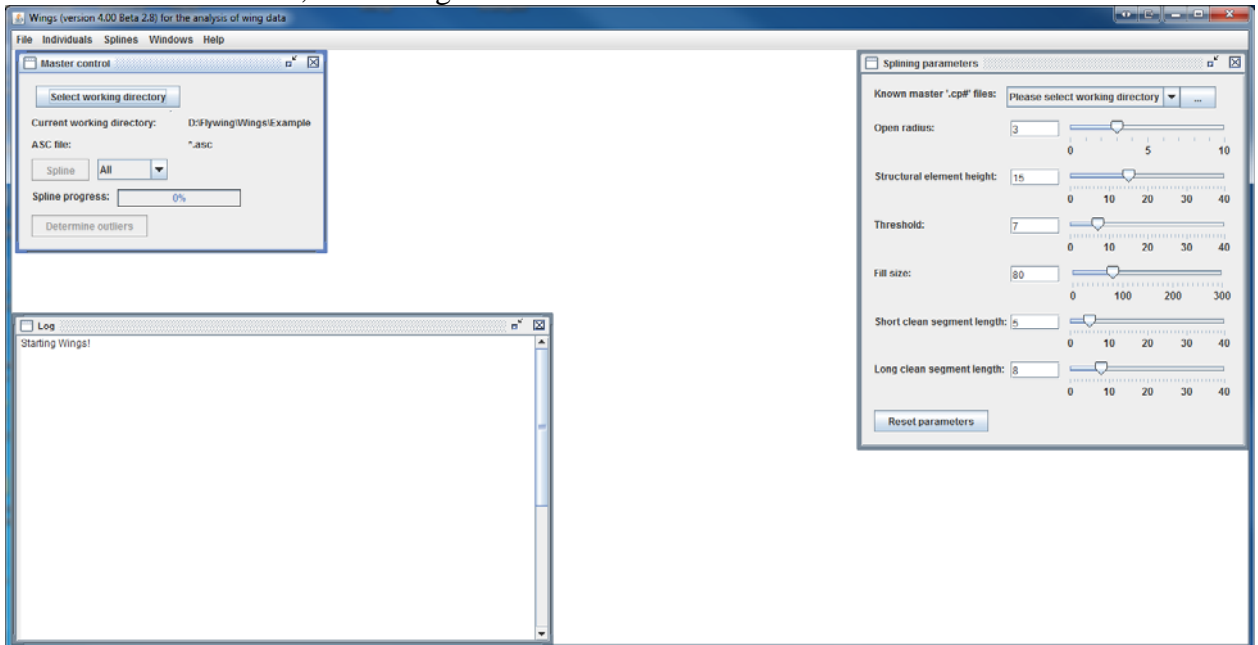 Wings (version 4.00 Beta 2.8) for the analysis of wing data
File Individuals Splines Windows Help
Master control
Select working directory
Current working directory: D:\Flywing\Wings\Example
ASC file: *.asc
Spline All
Spline progress: 0%
Determine outliers
Log
Starting Wings!
Splining parameters
Known master '.cp#' files: Please select working directory ...
Open radius: 3
0 5 10
Structural element height: 15
0 10 20 30 40
Threshold: 7
0 10 20 30 40
Fill size: 80
0 100 200 300
Short clean segment length: 5
0 10 20 30 40
Long clean segment length: 8
0 10 20 30 40
Reset parameters